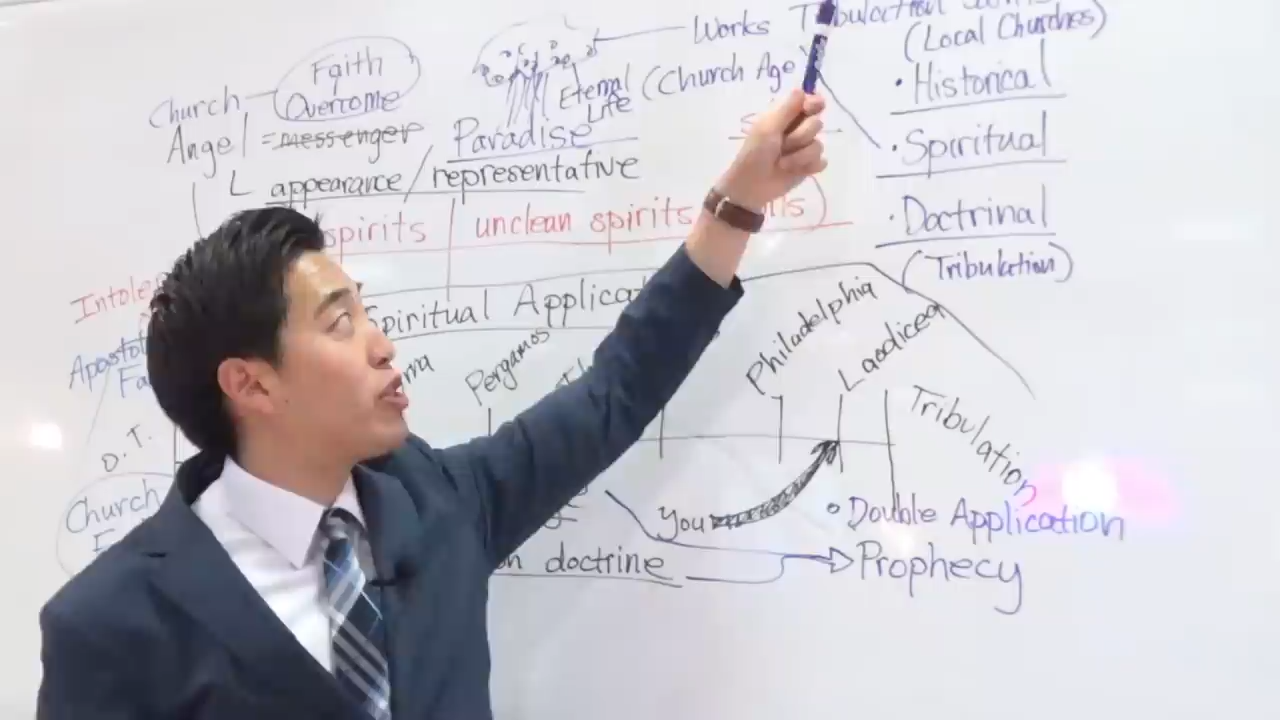 Works Tribulation
(Local Churches)
Church
Faith
Overcome
Eternal
Life
(Church Age
• Historical
Angel = messenger
Paradise
• Spiritual
L appearance / representative
spirits | unclean spirits
• Doctrinal
(Tribulation)
Spiritual
Pergamos
Philadelphia
Laodicea
Tribulation
O.T.
Church
You
• Double Application
doctrine
Prophecy